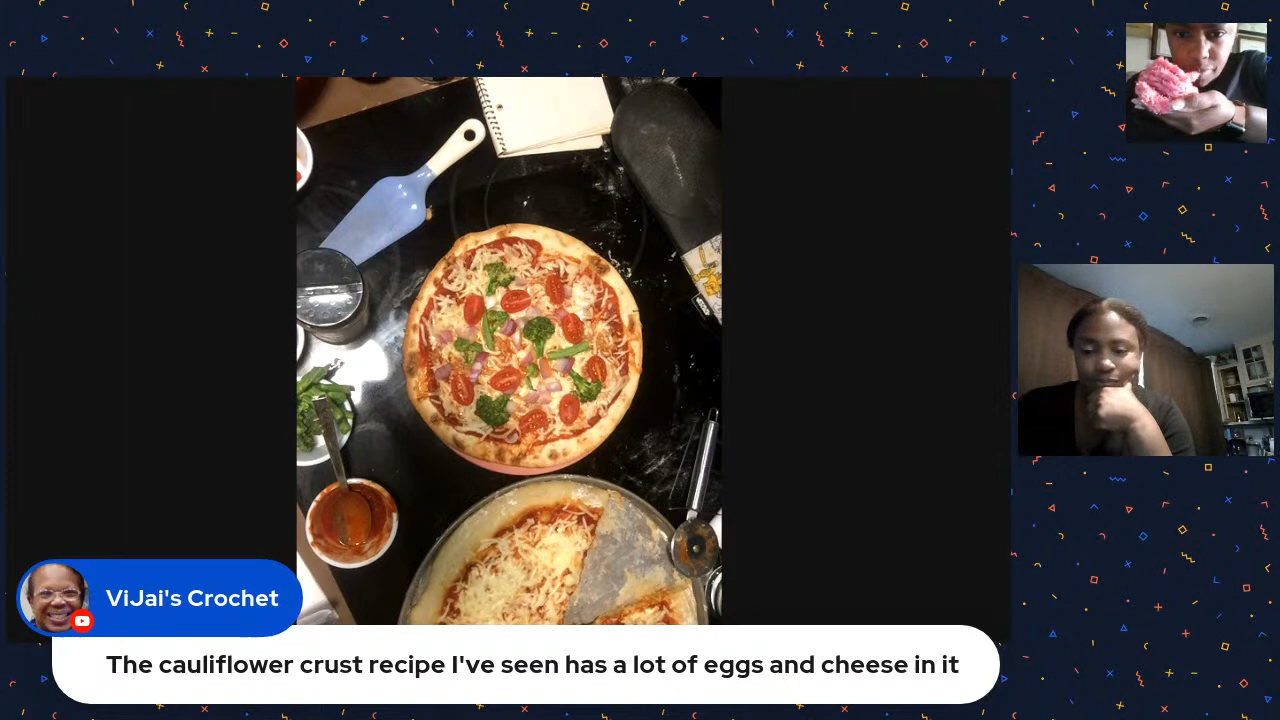 ViJai's Crochet
The cauliflower crust recipe I've seen has a lot of eggs and cheese in it